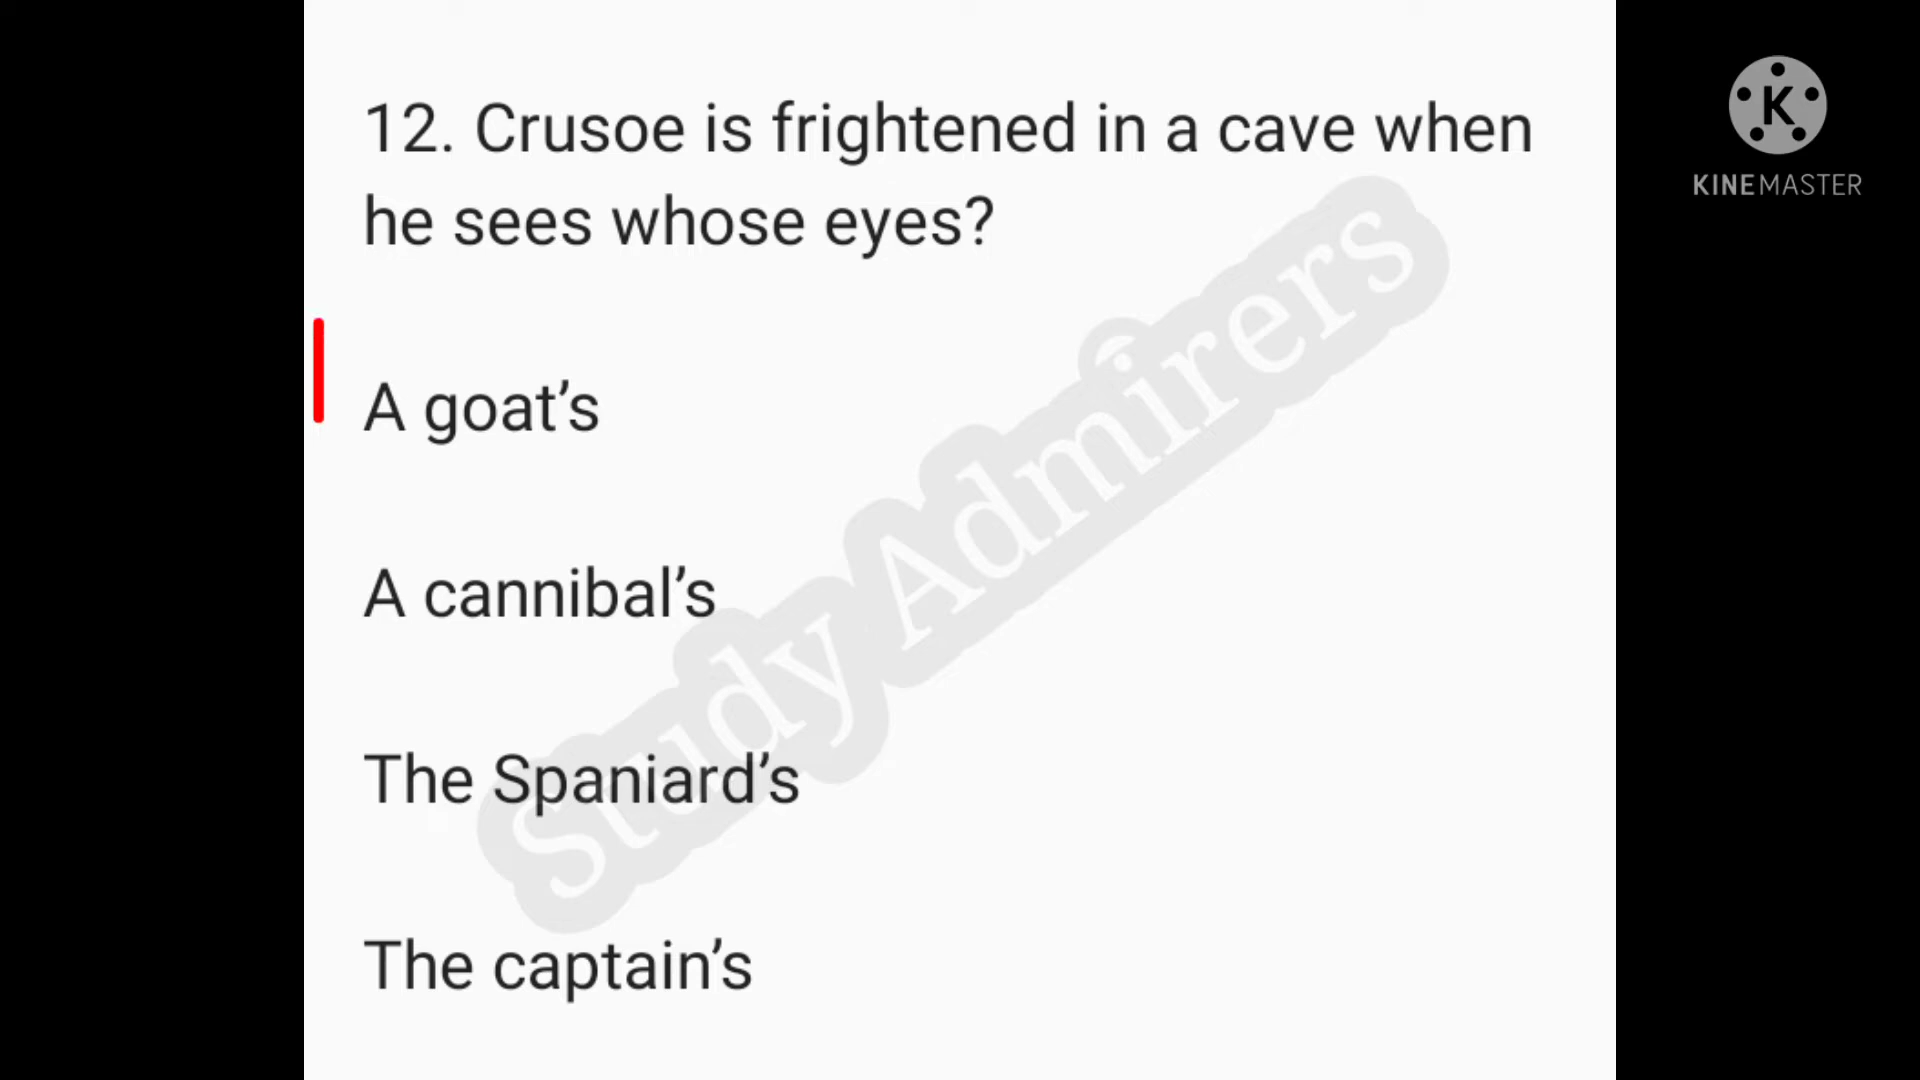 12. Crusoe is frightened in a cave when
he sees whose eyes?
A goat’s
A cannibal’s
The Spaniard’s
The captain’s
Study Admirers
K
KINEMASTER